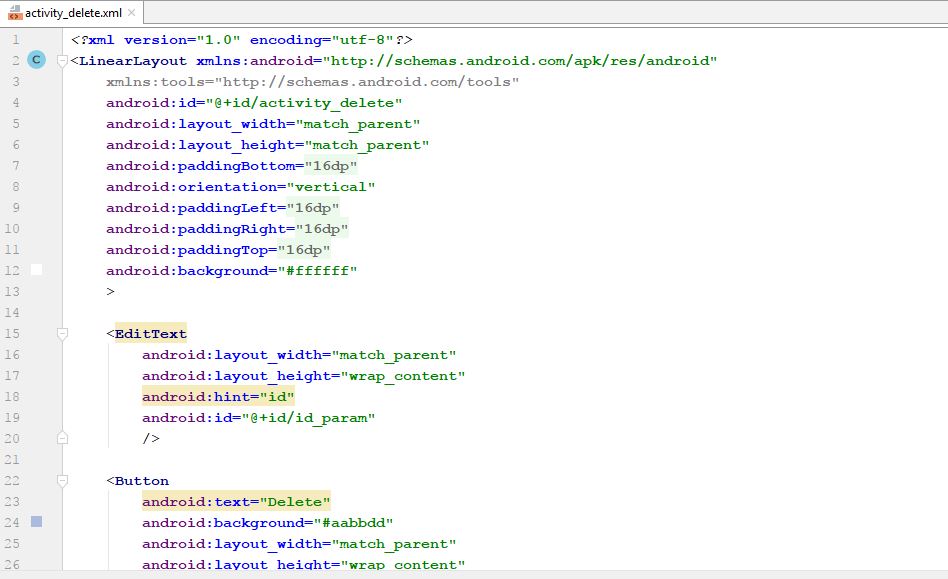 activity_delete.xml
1 <?xml version="1.0" encoding="utf-8"?>
2 C <LinearLayout xmlns:android="http://schemas.android.com/apk/res/android"
3 xmlns:tools="http://schemas.android.com/tools"
4 android:id="@+id/activity_delete"
5 android:layout_width="match_parent"
6 android:layout_height="match_parent"
7 android:paddingBottom="16dp"
8 android:orientation="vertical"
9 android:paddingLeft="16dp"
10 android:paddingRight="16dp"
11 android:paddingTop="16dp"
12 android:background="#ffffff"
13 >
14
15 <EditText
16 android:layout_width="match_parent"
17 android:layout_height="wrap_content"
18 android:hint="id"
19 android:id="@+id/id_param"
20 />
21
22 <Button
23 android:text="Delete"
24 android:background="#aabbdd"
25 android:layout_width="match_parent"
26 android:layout_height="wrap_content"